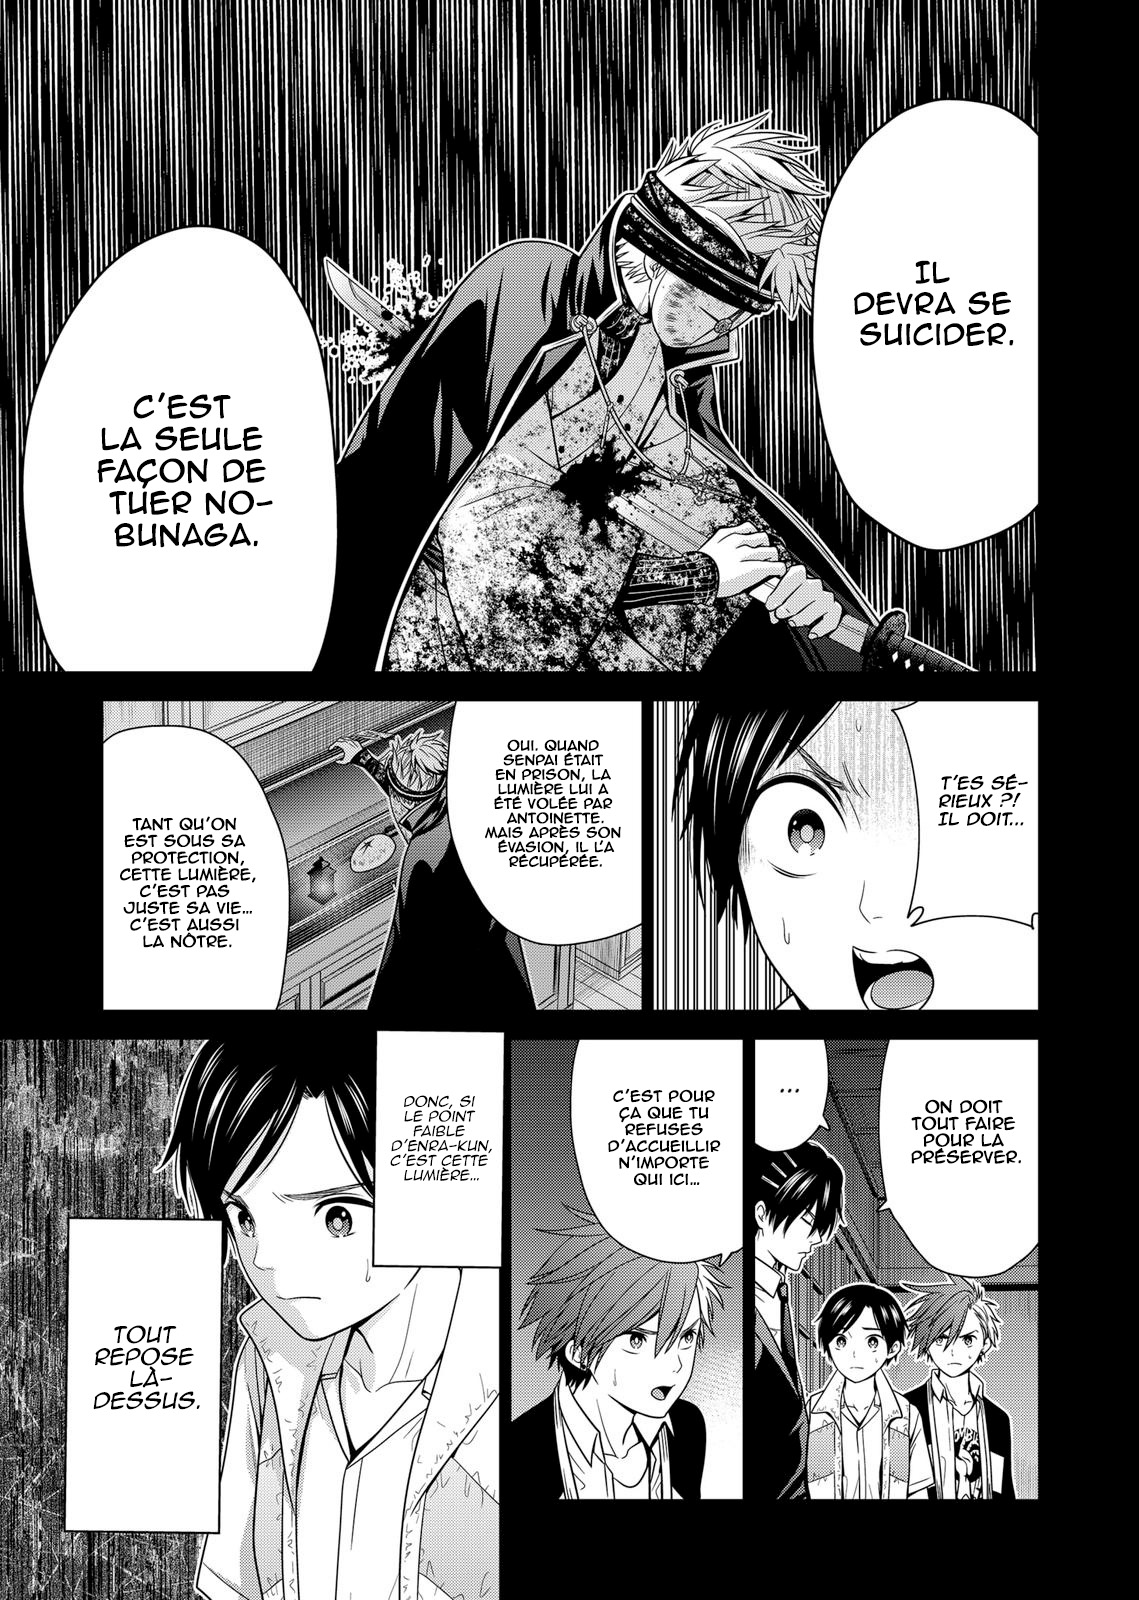 IL
DEVRA SE
SUICIDER.
C'EST
LA SEULE
FAÇON DE
TUER NO-
BUNAGA.
T'ES SÉ-
RIEUX ?!
IL DOIT...
OUI. QUAND
SENPAI ÉTAIT
EN PRISON, LA
LUMIÈRE LUI A
ÉTÉ VOLÉE PAR
ANTOINETTE.
MAIS APRÈS SON
ÉVASION, IL L'A
RÉCUPÉRÉE.
TANT QU'ON
EST SOUS SA
PROTECTION,
CETTE LUMIÈRE,
C'EST PAS
JUSTE SA VIE...
C'EST AUSSI
LA NÔTRE.
ON DOIT
TOUT FAIRE
POUR LA
PRÉSERVER.
...
C'EST POUR
ÇA QUE TU
REFUSES
D'ACCUEILLIR
N'IMPORTE
QUI ICI...
DONC, SI
LE POINT
FAIBLE
D'ENRA-KUN,
C'EST CETTE
LUMIÈRE...
TOUT
REPOSE
LÀ-
DESSUS.